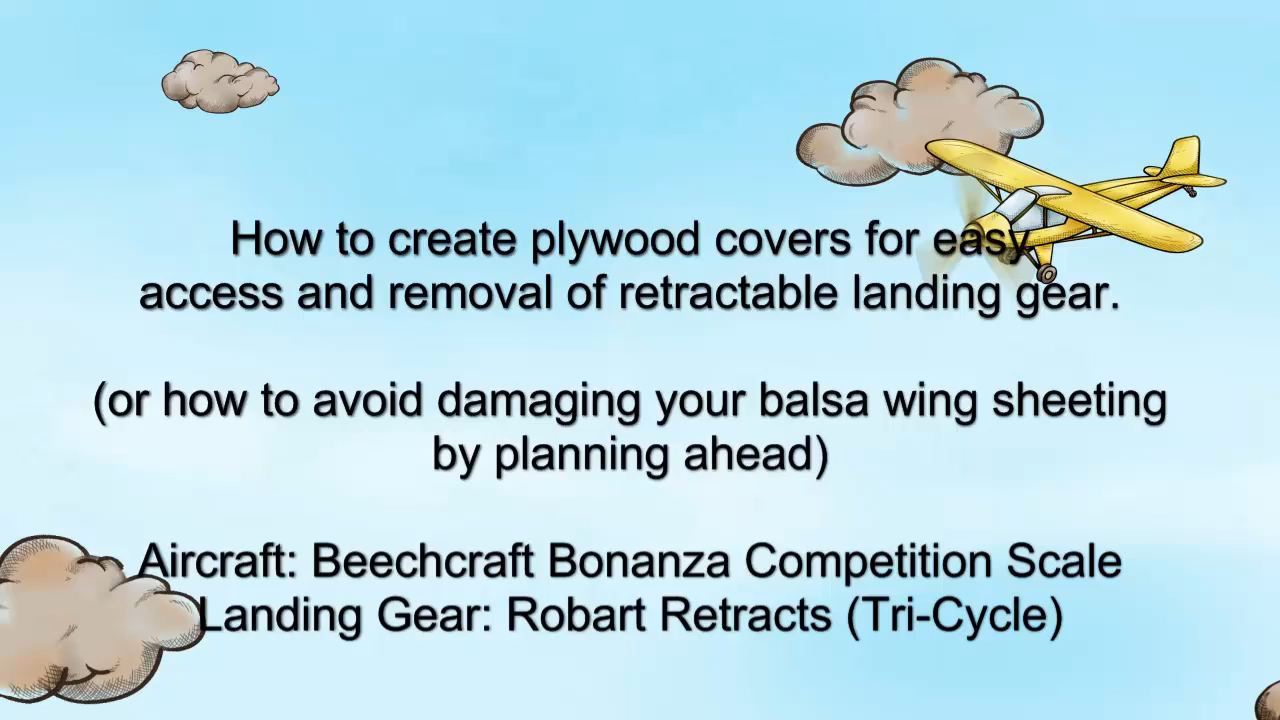 How to create plywood covers for easy
access and removal of retractable landing gear.
(or how to avoid damaging your balsa wing sheeting
by planning ahead)
Aircraft: Beechcraft Bonanza Competition Scale
Landing Gear: Robart Retracts (Tri-Cycle)